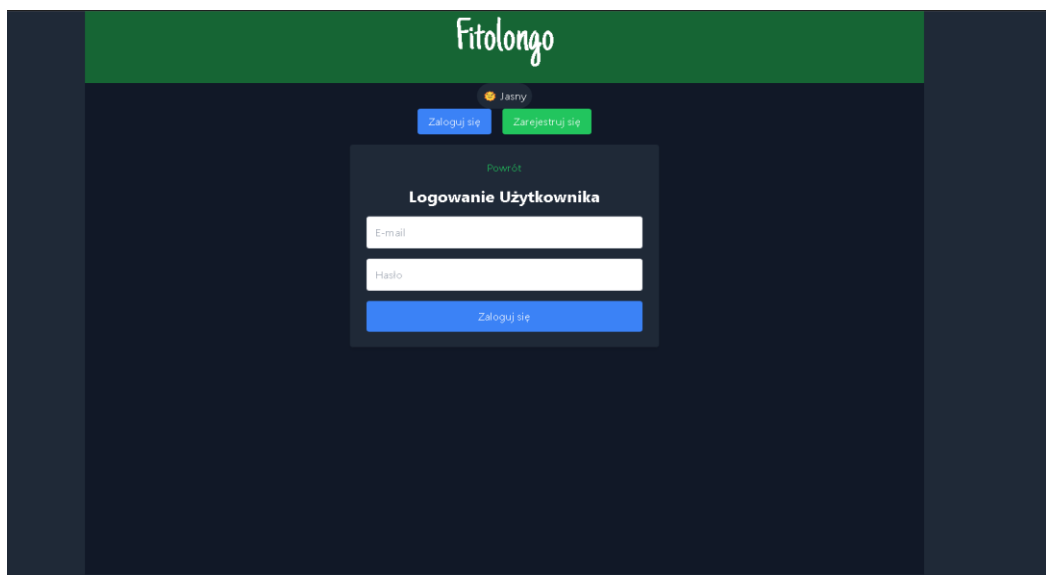 Fitolongo
🌞 Jasny
Zaloguj się Zarejestruj się
Powrót
Logowanie Użytkownika
E-mail
Hasło
Zaloguj się